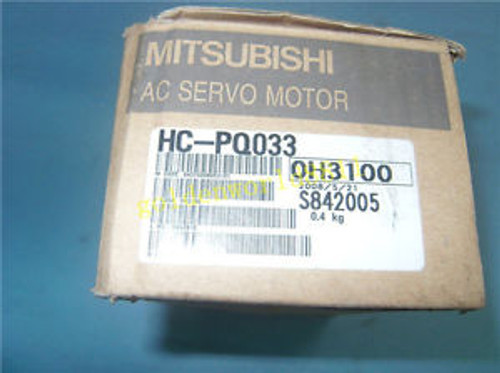 MITSUBISHI
AC SERVO MOTOR
HC-PQ033
0H3100
2008/5/21
S842005
0.4 kg